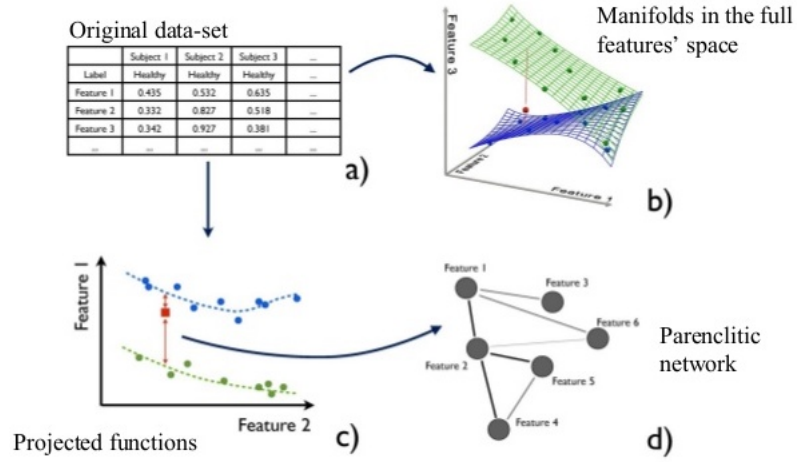 Original data-set
Subject 1 Subject 2 Subject 3 ...
Label Healthy Healthy Healthy ...
Feature 1 0.435 0.532 0.635 ...
Feature 2 0.332 0.827 0.518 ...
Feature 3 0.342 0.927 0.381 ...
... ... ... ... ...
a)
Manifolds in the full
features' space
Feature 3
Feature 2
Feature 1
b)
Feature 1
Feature 2
c)
Projected functions
Feature 1
Feature 3
Feature 6
Feature 2
Feature 5
Feature 4
d)
Parenclitic
network